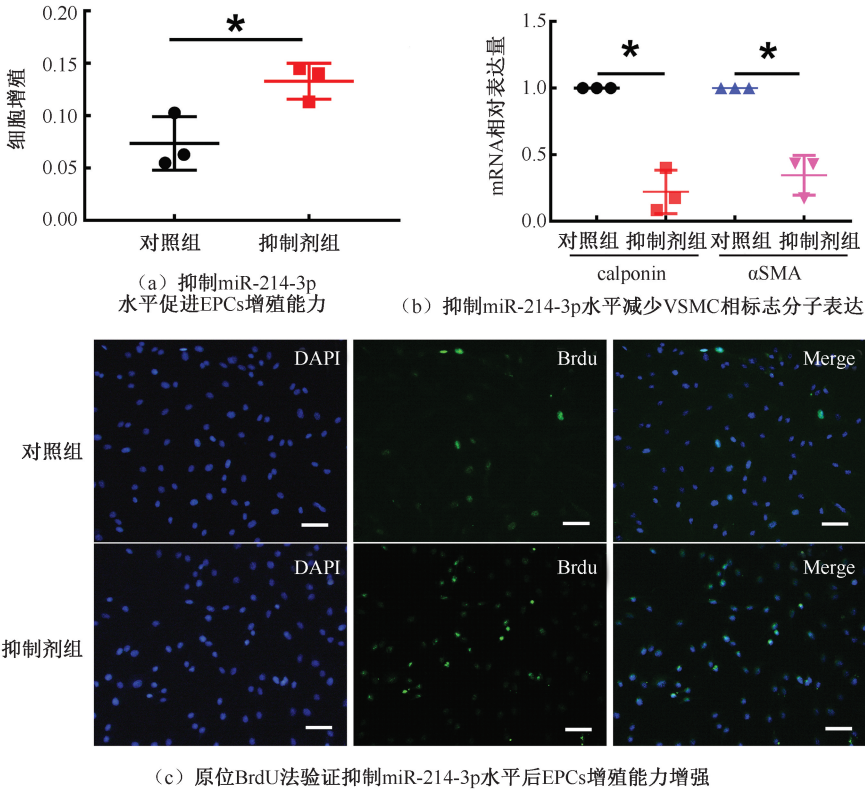 0.20
0.15
0.10
0.05
0.00
细胞增殖
*
对照组 抑制剂组
(a)抑制miR-214-3p
水平促进EPCs增殖能力
1.5
1.0
0.5
0.0
mRNA相对表达量
* *
对照组 抑制剂组 对照组 抑制剂组
calponin αSMA
(b)抑制miR-214-3p水平减少VSMC相标志分子表达
DAPI Brdu Merge
对照组
DAPI Brdu Merge
抑制剂组
(c)原位BrdU法验证抑制miR-214-3p水平后EPCs增殖能力增强